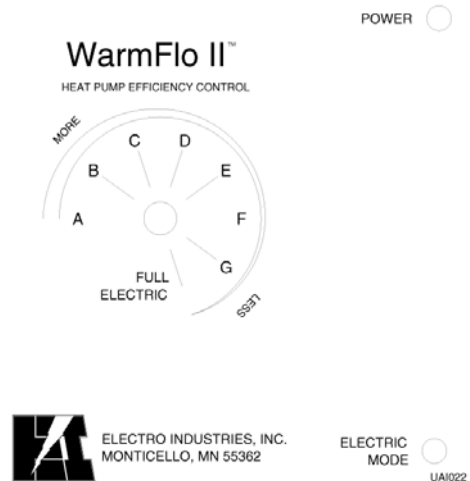 POWER
WarmFlo II™
HEAT PUMP EFFICIENCY CONTROL
MORE
C D
B E
A F
G
FULL
ELECTRIC
LESS
ELECTRO INDUSTRIES, INC.
MONTICELLO, MN 55362
ELECTRIC
MODE
UAI022